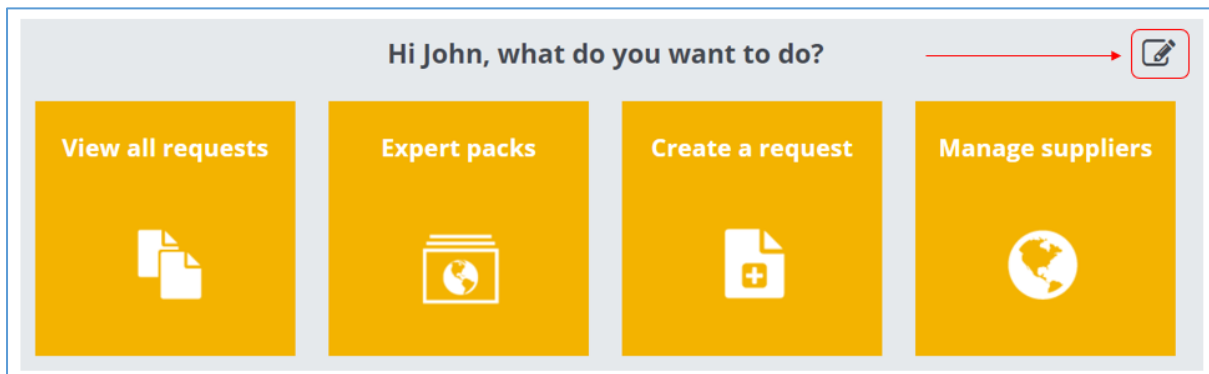 Hi John, what do you want to do?
View all requests
Expert packs
Create a request
Manage suppliers